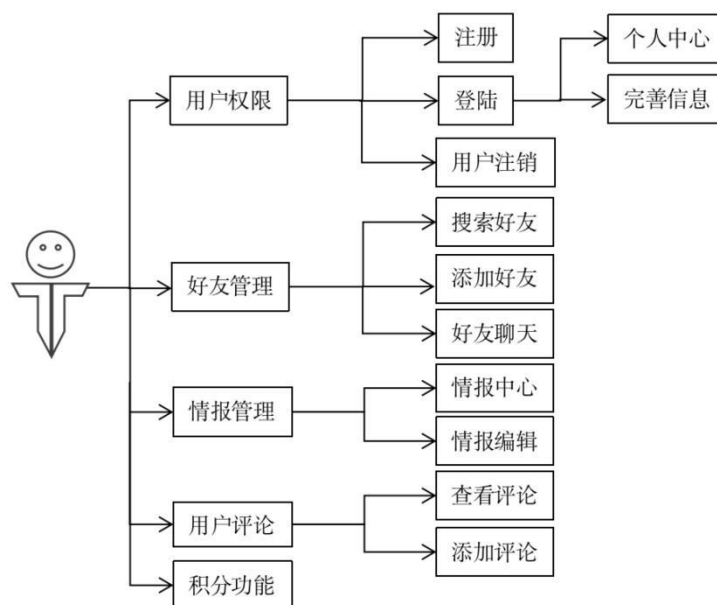 注册
个人中心
用户权限
登陆
完善信息
用户注销
搜索好友
好友管理
添加好友
好友聊天
情报中心
情报管理
情报编辑
查看评论
用户评论
添加评论
积分功能